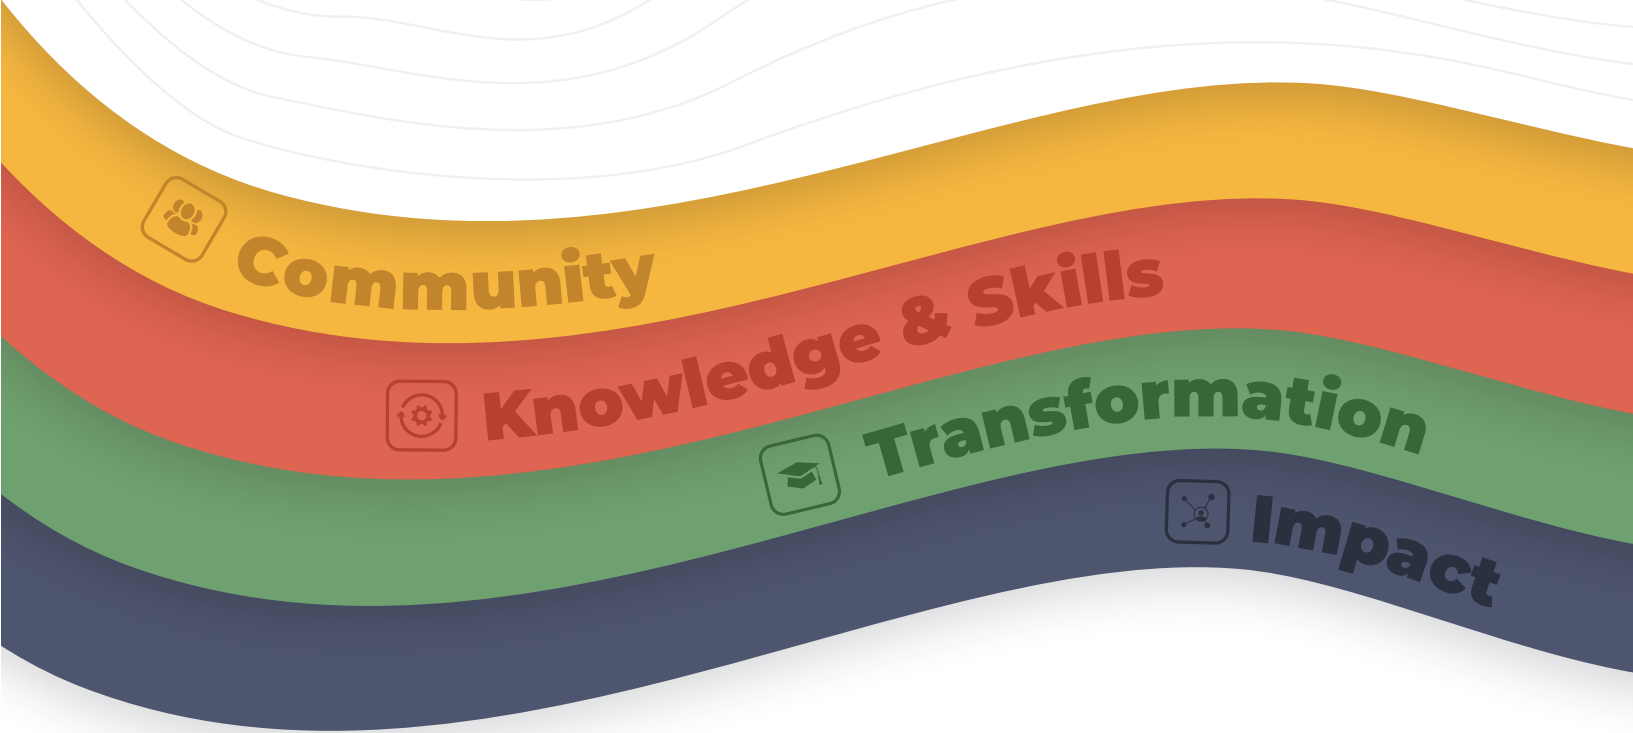 Community
Knowledge & Skills
Transformation
Impact